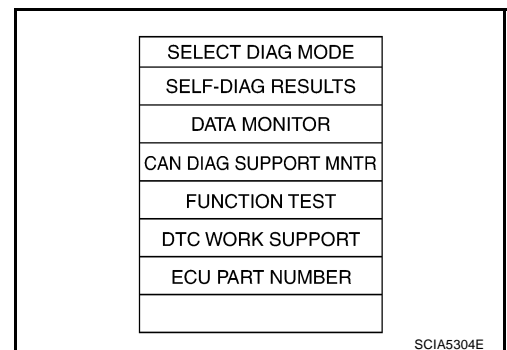 SELECT DIAG MODE
SELF-DIAG RESULTS
DATA MONITOR
CAN DIAG SUPPORT MNTR
FUNCTION TEST
DTC WORK SUPPORT
ECU PART NUMBER
SCIA5304E